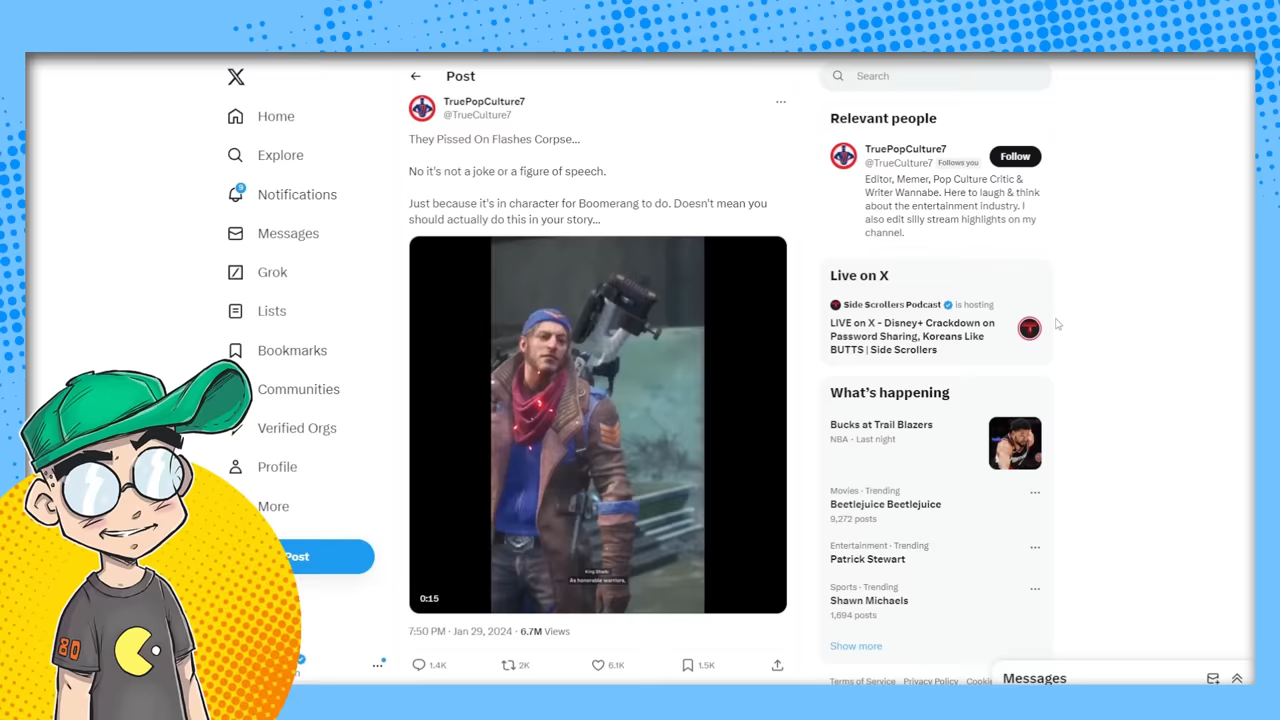 Post
Search
TruePopCulture7
@TrueCulture7
They Pissed On Flashes Corpse...
No it's not a joke or a figure of speech.
Just because it's in character for Boomerang to do. Doesn't mean you
should actually do this in your story...
King Shark:
As honorable warriors,
0:15
7:50 PM · Jan 29, 2024 · 6.7M Views
1.4K
2K
6.1K
1.5K
Home
Explore
9
Notifications
Messages
Grok
Lists
Bookmarks
Communities
Verified Orgs
Profile
More
Post
80
Relevant people
TruePopCulture7
@TrueCulture7 Follows you
Follow
Editor, Memer, Pop Culture Critic &
Writer Wannabe. Here to laugh & think
about the entertainment industry. I
also edit silly stream highlights on my
channel.
Live on X
Side Scrollers Podcast is hosting
LIVE on X - Disney+ Crackdown on
Password Sharing, Koreans Like
BUTTS | Side Scrollers
What's happening
Bucks at Trail Blazers
NBA · Last night
Movies · Trending
Beetlejuice Beetlejuice
9,272 posts
Entertainment · Trending
Patrick Stewart
Sports · Trending
Shawn Michaels
1,694 posts
Show more
Terms of Service Privacy Policy
Messages